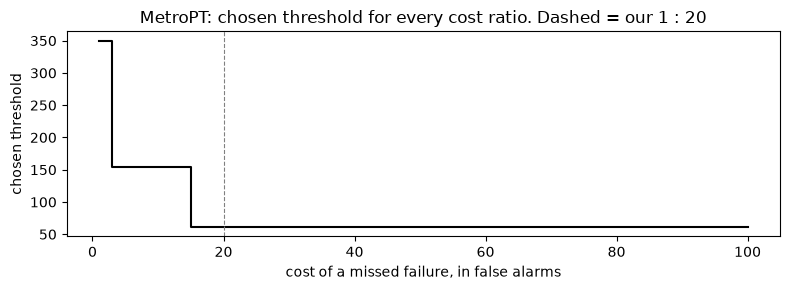 MetroPT: chosen threshold for every cost ratio. Dashed = our 1 : 20
350
300
250
200
150
100
50
chosen threshold
0 20 40 60 80 100
cost of a missed failure, in false alarms